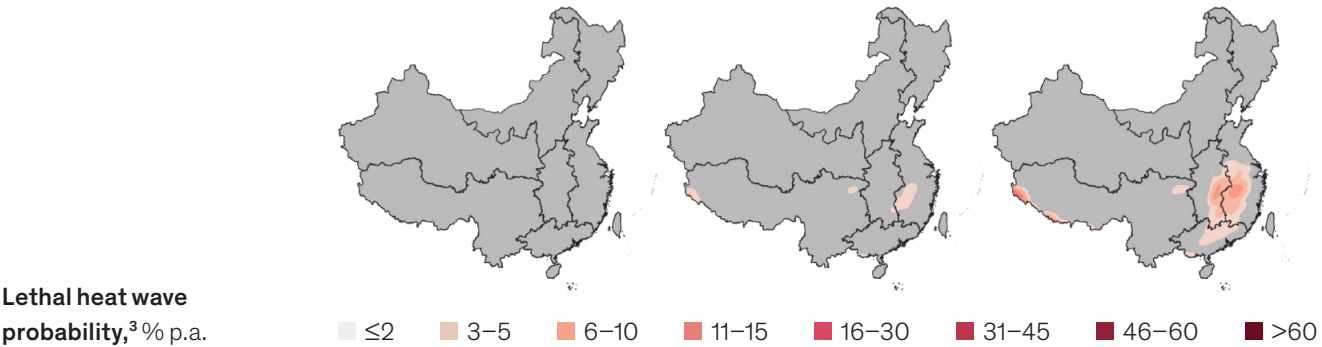 Lethal heat wave
probability,³ % p.a.
≤2 3–5 6–10 11–15 16–30 31–45 46–60 >60